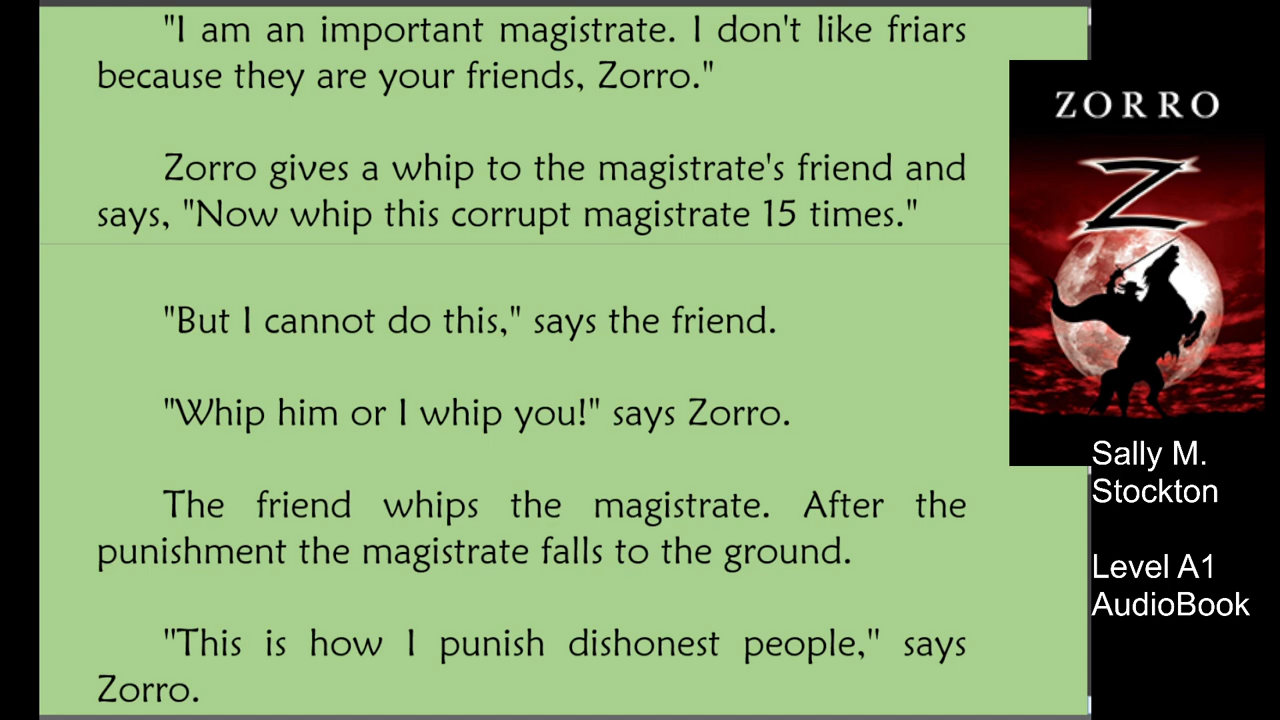 "I am an important magistrate. I don't like friars
because they are your friends, Zorro."
Zorro gives a whip to the magistrate's friend and
says, "Now whip this corrupt magistrate 15 times."
"But I cannot do this," says the friend.
"Whip him or I whip you!" says Zorro.
The friend whips the magistrate. After the
punishment the magistrate falls to the ground.
"This is how I punish dishonest people," says
Zorro.
ZORRO
Z
Sally M.
Stockton
Level A1
AudioBook